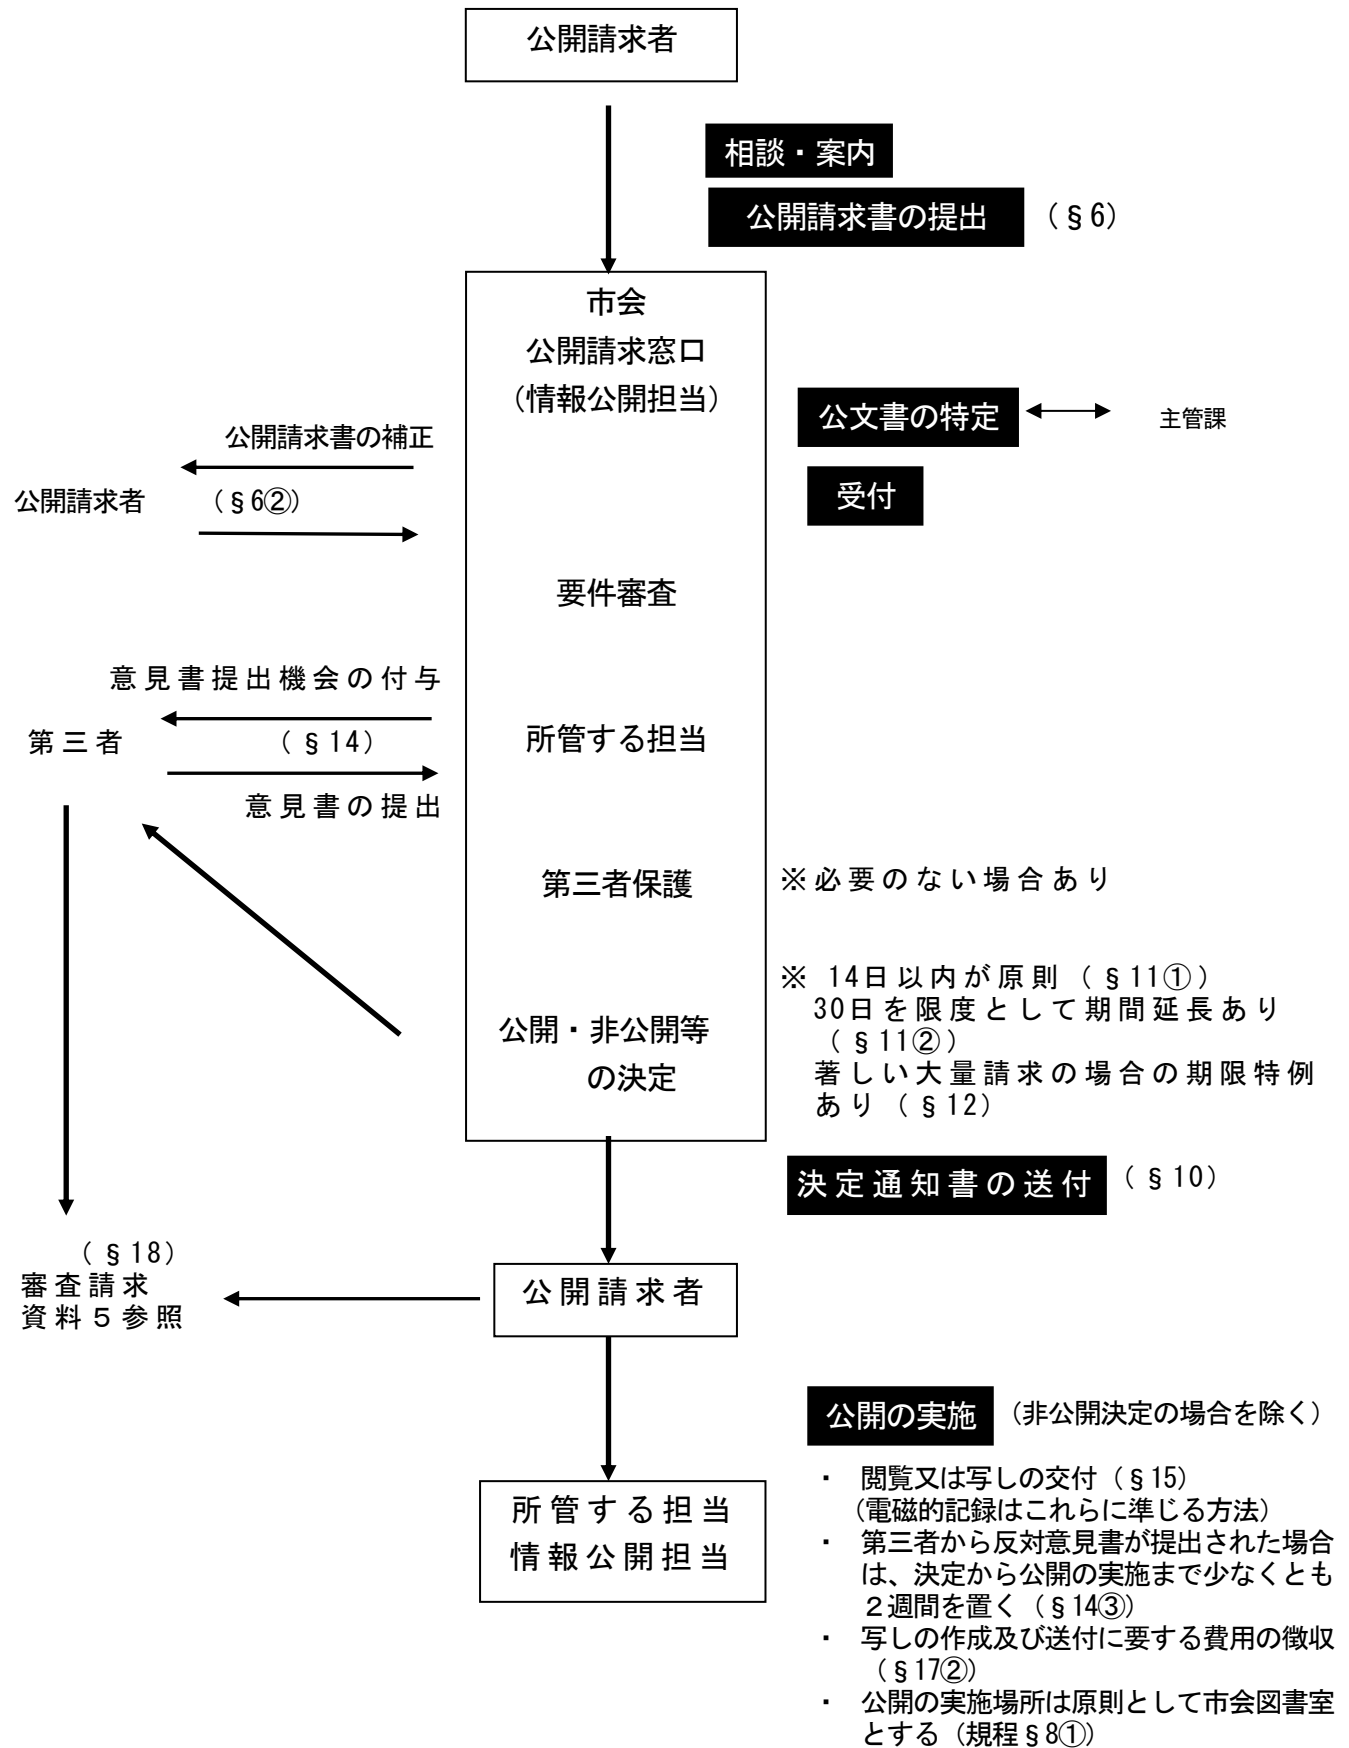 公開請求者
相談・案内
公開請求書の提出 （§6）
市会
公開請求窓口
（情報公開担当）
公文書の特定
主管課
受付
公開請求書の補正
公開請求者 （§6②）
要件審査
意見書提出機会の付与
第三者 （§14）
意見書の提出
所管する担当
第三者保護
※必要のない場合あり
公開・非公開等
の決定
※ 14日以内が原則（§11①）
30日を限度として期間延長あり
（§11②）
著しい大量請求の場合の期限特例
あり（§12）
決定通知書の送付 （§10）
公開請求者
（§18）
審査請求
資料５参照
公開の実施 （非公開決定の場合を除く）
所管する担当
情報公開担当
・ 閲覧又は写しの交付（§15）
（電磁的記録はこれらに準じる方法）
・ 第三者から反対意見書が提出された場合
は、決定から公開の実施まで少なくとも
２週間を置く（§14③）
・ 写しの作成及び送付に要する費用の徴収
（§17②）
・ 公開の実施場所は原則として市会図書室
とする（規程§8①）